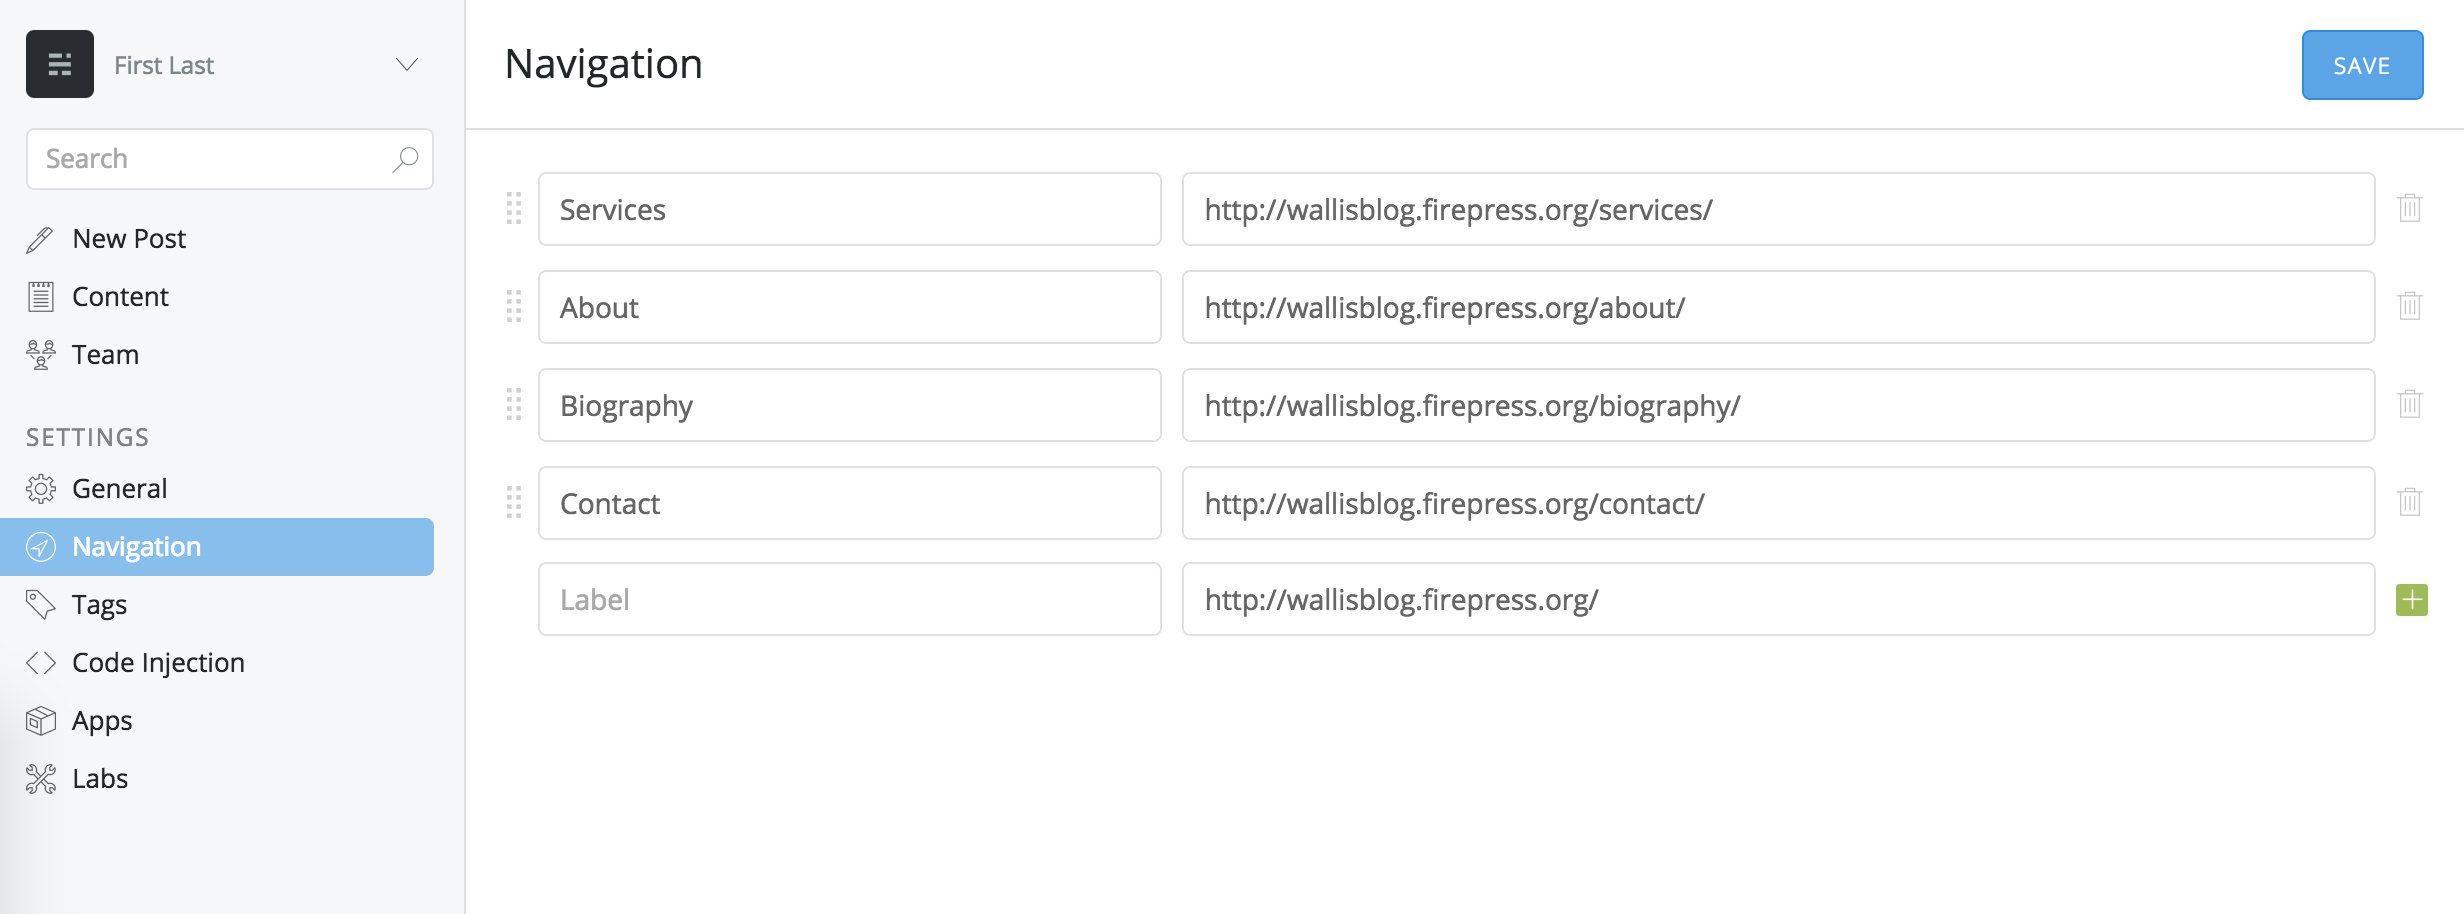 First Last
Search
New Post
Content
Team
SETTINGS
General
Navigation
Tags
Code Injection
Apps
Labs
Navigation
SAVE
Services http://wallisblog.firepress.org/services/
About http://wallisblog.firepress.org/about/
Biography http://wallisblog.firepress.org/biography/
Contact http://wallisblog.firepress.org/contact/
Label http://wallisblog.firepress.org/